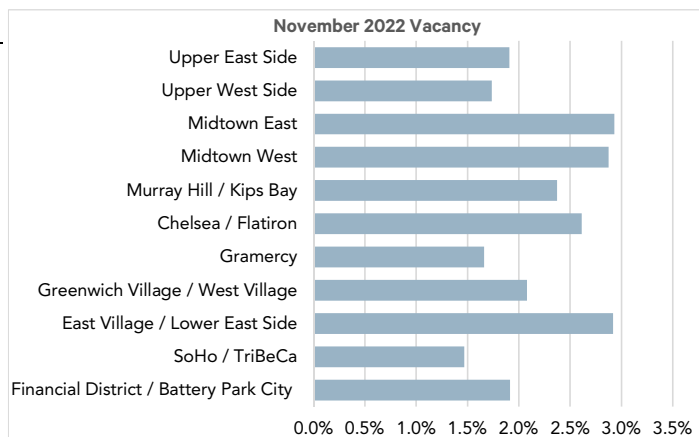 November 2022 Vacancy
Upper East Side
Upper West Side
Midtown East
Midtown West
Murray Hill / Kips Bay
Chelsea / Flatiron
Gramercy
Greenwich Village / West Village
East Village / Lower East Side
SoHo / TriBeCa
Financial District / Battery Park City
0.0% 0.5% 1.0% 1.5% 2.0% 2.5% 3.0% 3.5%